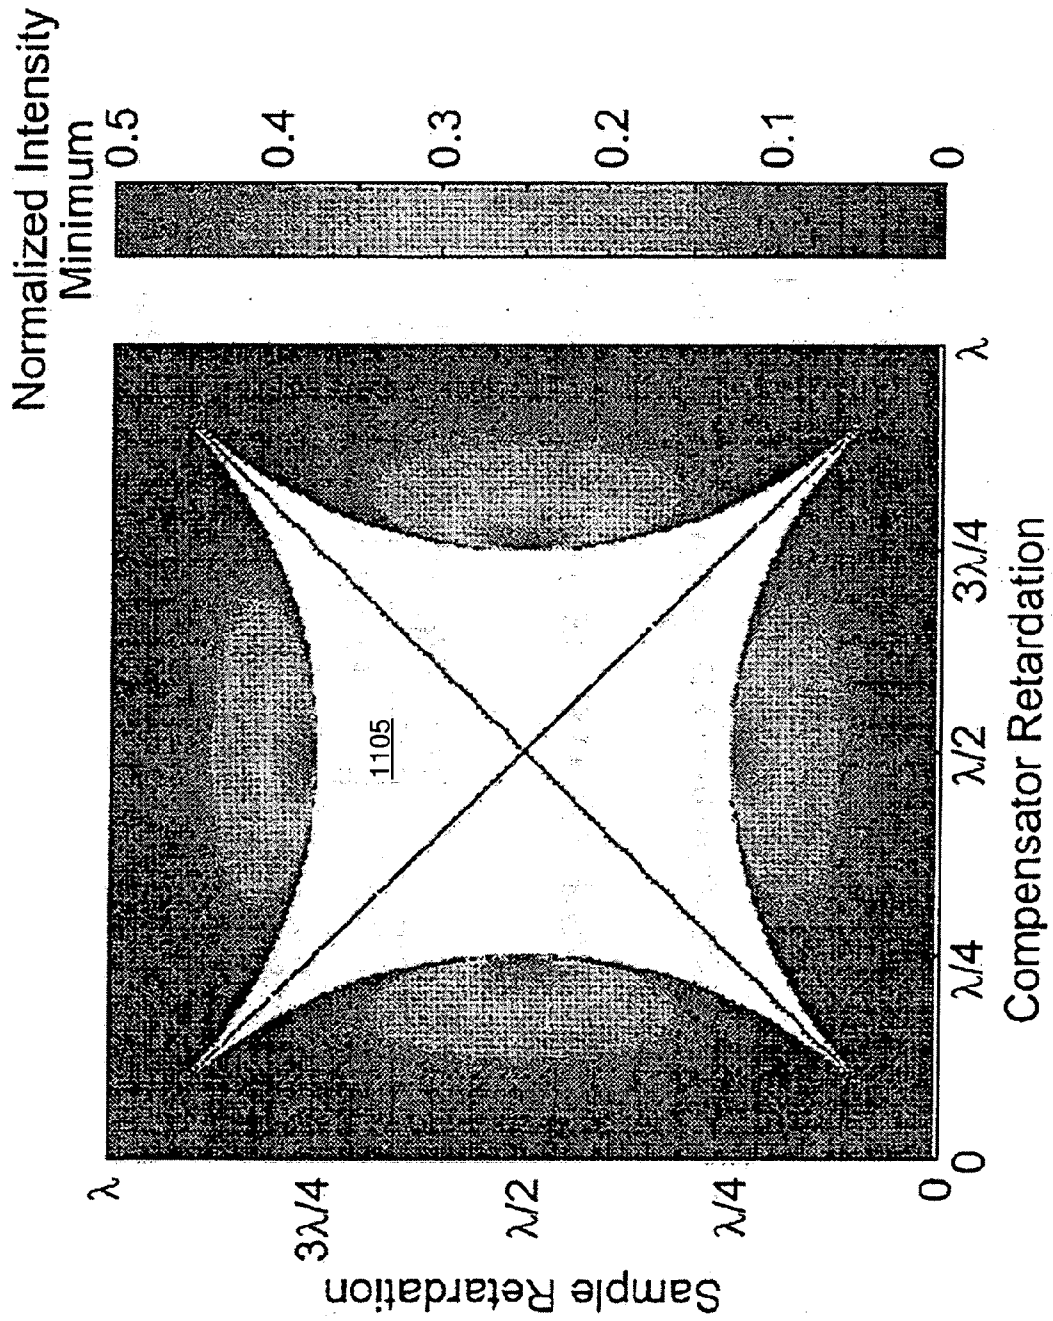 Normalized Intensity
Minimum
0.5
0.4
0.3
0.2
0.1
0
Sample Retardation
λ
3λ/4
λ/2
λ/4
0
1105
0
λ/4
λ/2
3λ/4
λ
Compensator Retardation